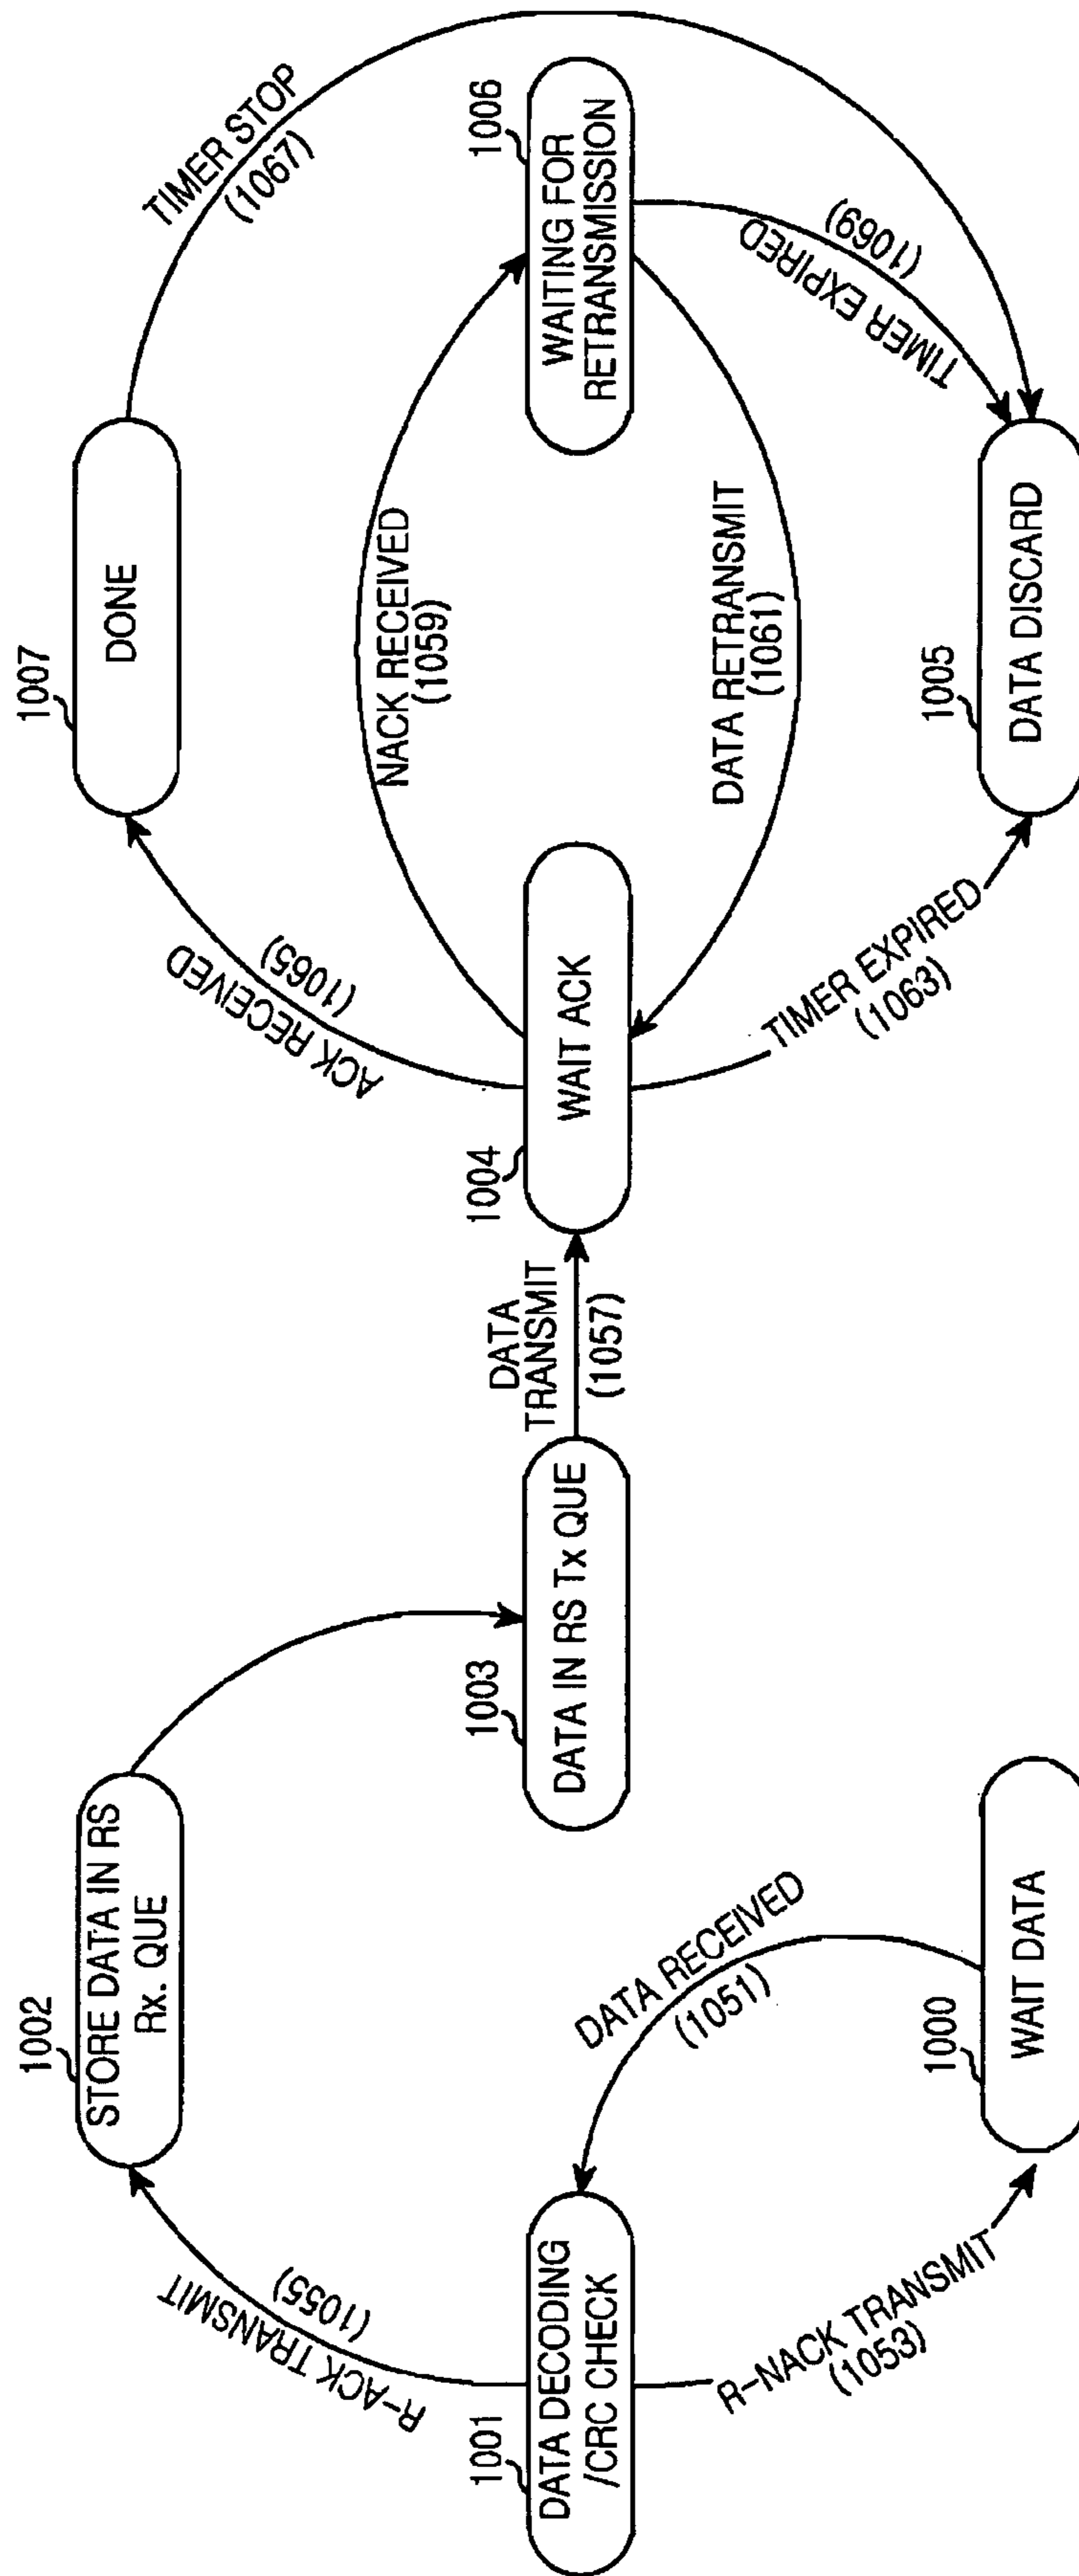 1002
STORE DATA IN RS
Rx. QUE
R-ACK TRANSMIT
(1055)
1001
DATA DECODING
/CRC CHECK
DATA RECEIVED
(1051)
R-NACK TRANSMIT
(1053)
1000
WAIT DATA
1003
DATA IN RS Tx QUE
DATA
TRANSMIT
(1057)
1004
WAIT ACK
ACK RECEIVED
(1065)
1007
DONE
TIMER STOP
(1067)
NACK RECEIVED
(1059)
1006
WAITING FOR
RETRANSMISSION
DATA RETRANSMIT
(1061)
TIMER EXPIRED
(1069)
TIMER EXPIRED
(1063)
1005
DATA DISCARD